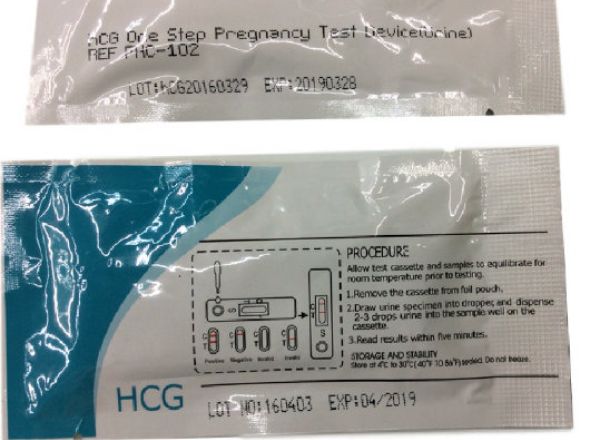 HCG One Step Pregnancy Test Device(Urine)
REF FHC-102
LOT:HCG20160329 EXP:20190328
PROCEDURE
Allow test cassette and samples to equilibrate for
room temperature prior to testing.
1.Remove the cassette from foil pouch.
2.Draw urine specimen into dropper, and dispense
2-3 drops urine into the sample well on the
cassette.
3.Read results within five minutes.
STORAGE AND STABILITY
Store at 4℃ to 30℃(40℉ TO 86℉)sealed. Do not freeze.
C
T
S
C
T
Positive Negative Invalid Invalid
HCG
LOT NO:160403 EXP:04/2019